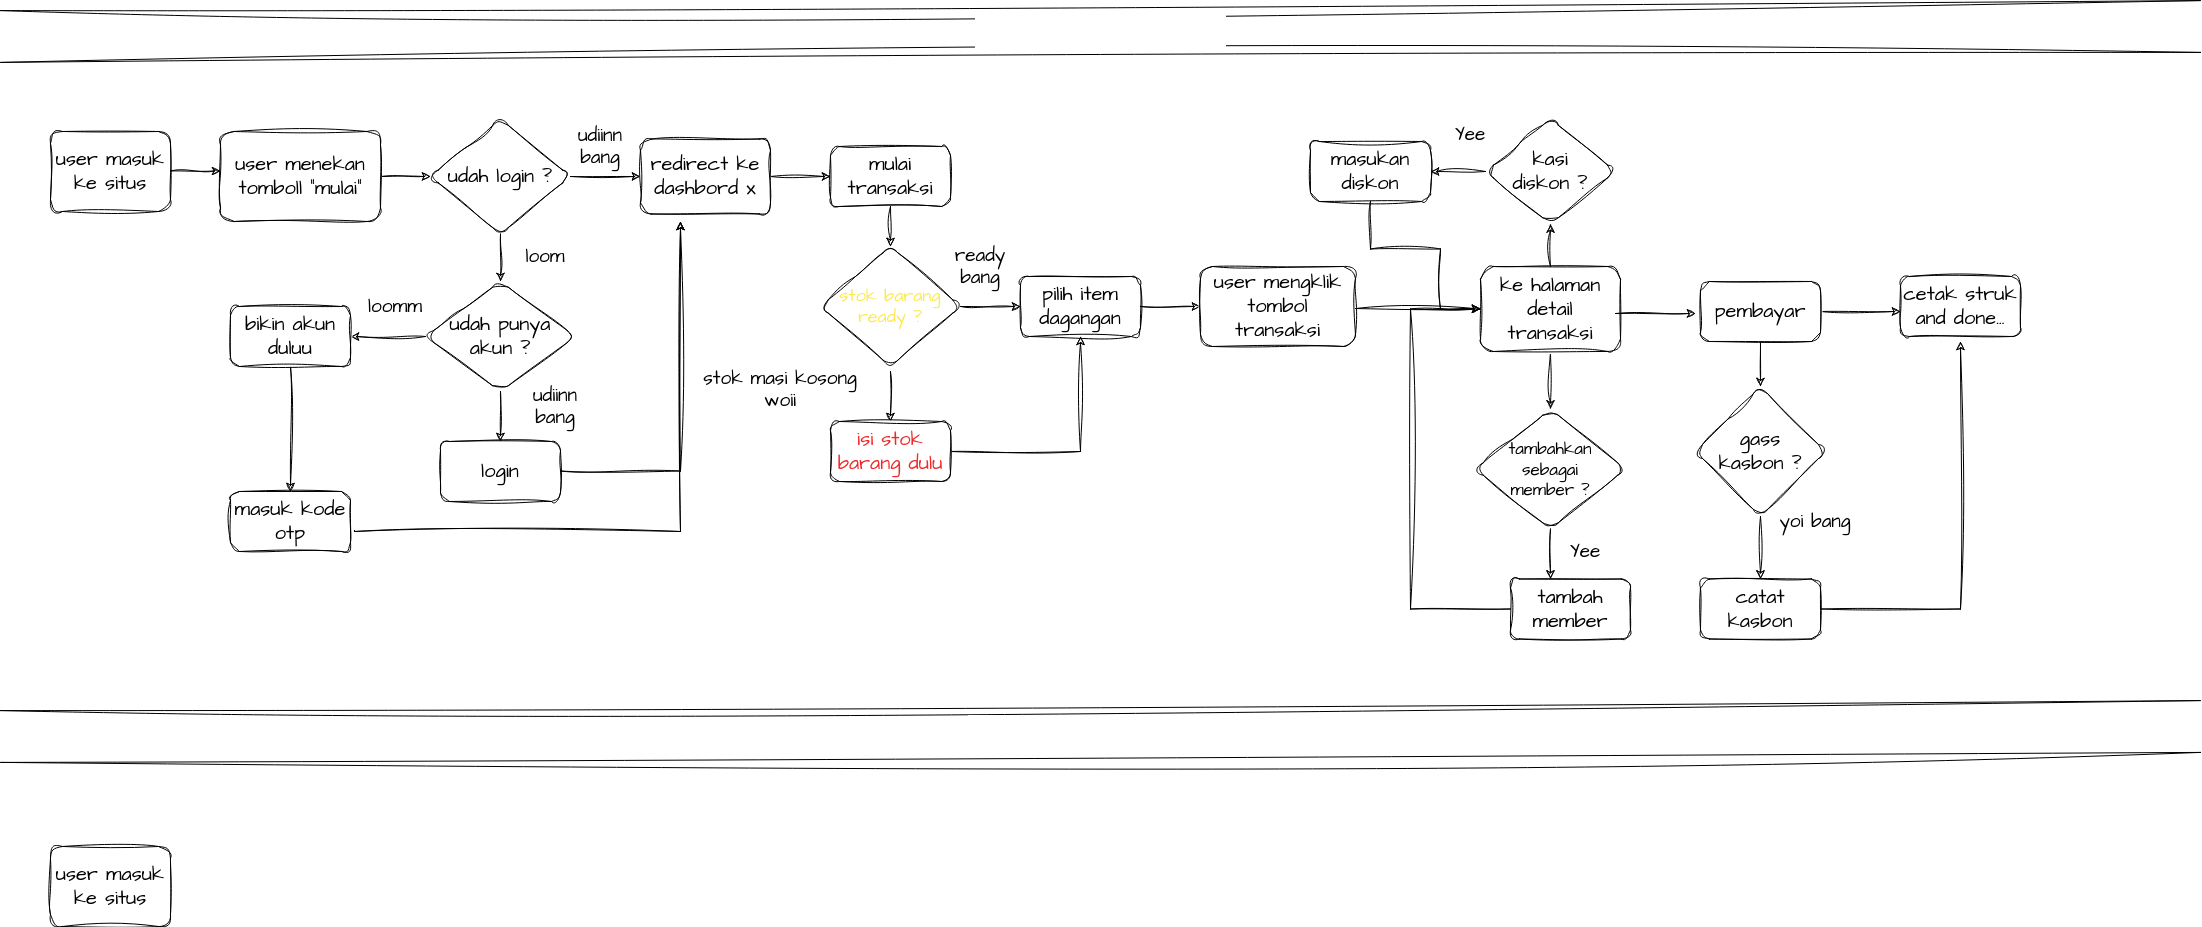 user masuk
ke situs
user menekan
tomboll "mulai"
udah login ?
udiinn
bang
redirect ke
dashbord x
mulai
transaksi
loom
udah punya
akun ?
loomm
bikin akun
duluu
udiinn
bang
login
masuk kode
otp
stok barang
ready ?
ready
bang
pilih item
dagangan
stok masi kosong
woii
isi stok
barang dulu
user mengklik
tombol
transaksi
ke halaman
detail
transaksi
kasi
diskon ?
Yee
masukan
diskon
tambahkan
sebagai
member ?
Yee
tambah
member
pembayar
gass
kasbon ?
yoi bang
catat
kasbon
cetak struk
and done...
user masuk
ke situs